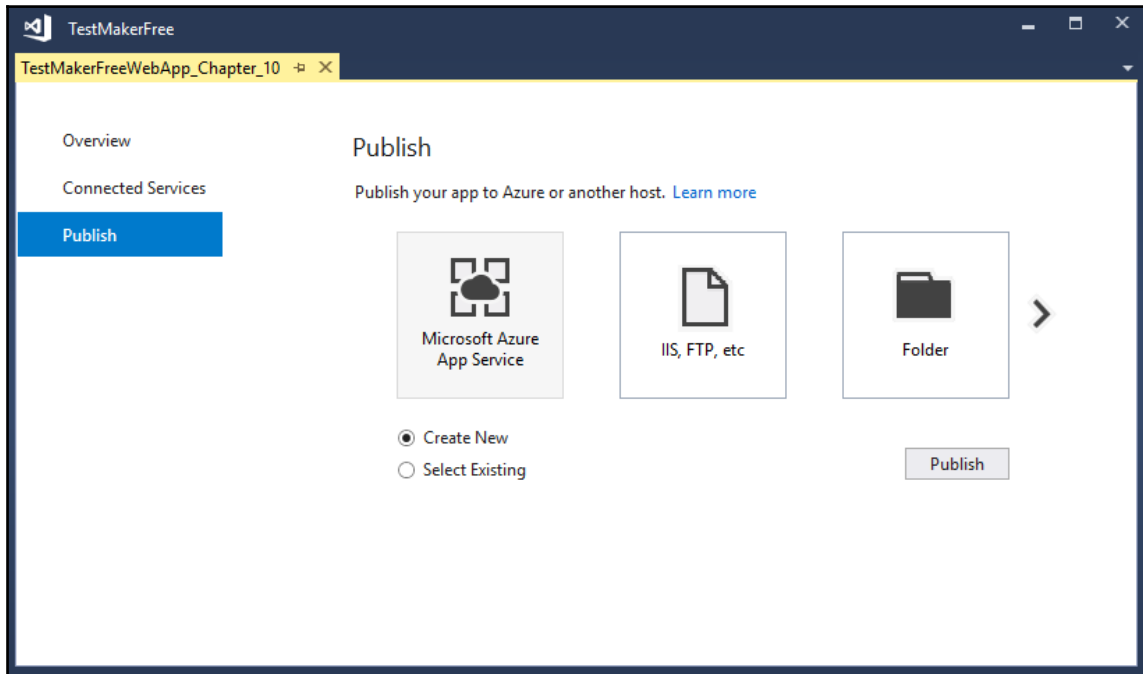 TestMakerFree
TestMakerFreeWebApp_Chapter_10
Overview
Connected Services
Publish
Publish
Publish your app to Azure or another host. Learn more
Microsoft Azure
App Service
IIS, FTP, etc
Folder
Create New
Select Existing
Publish